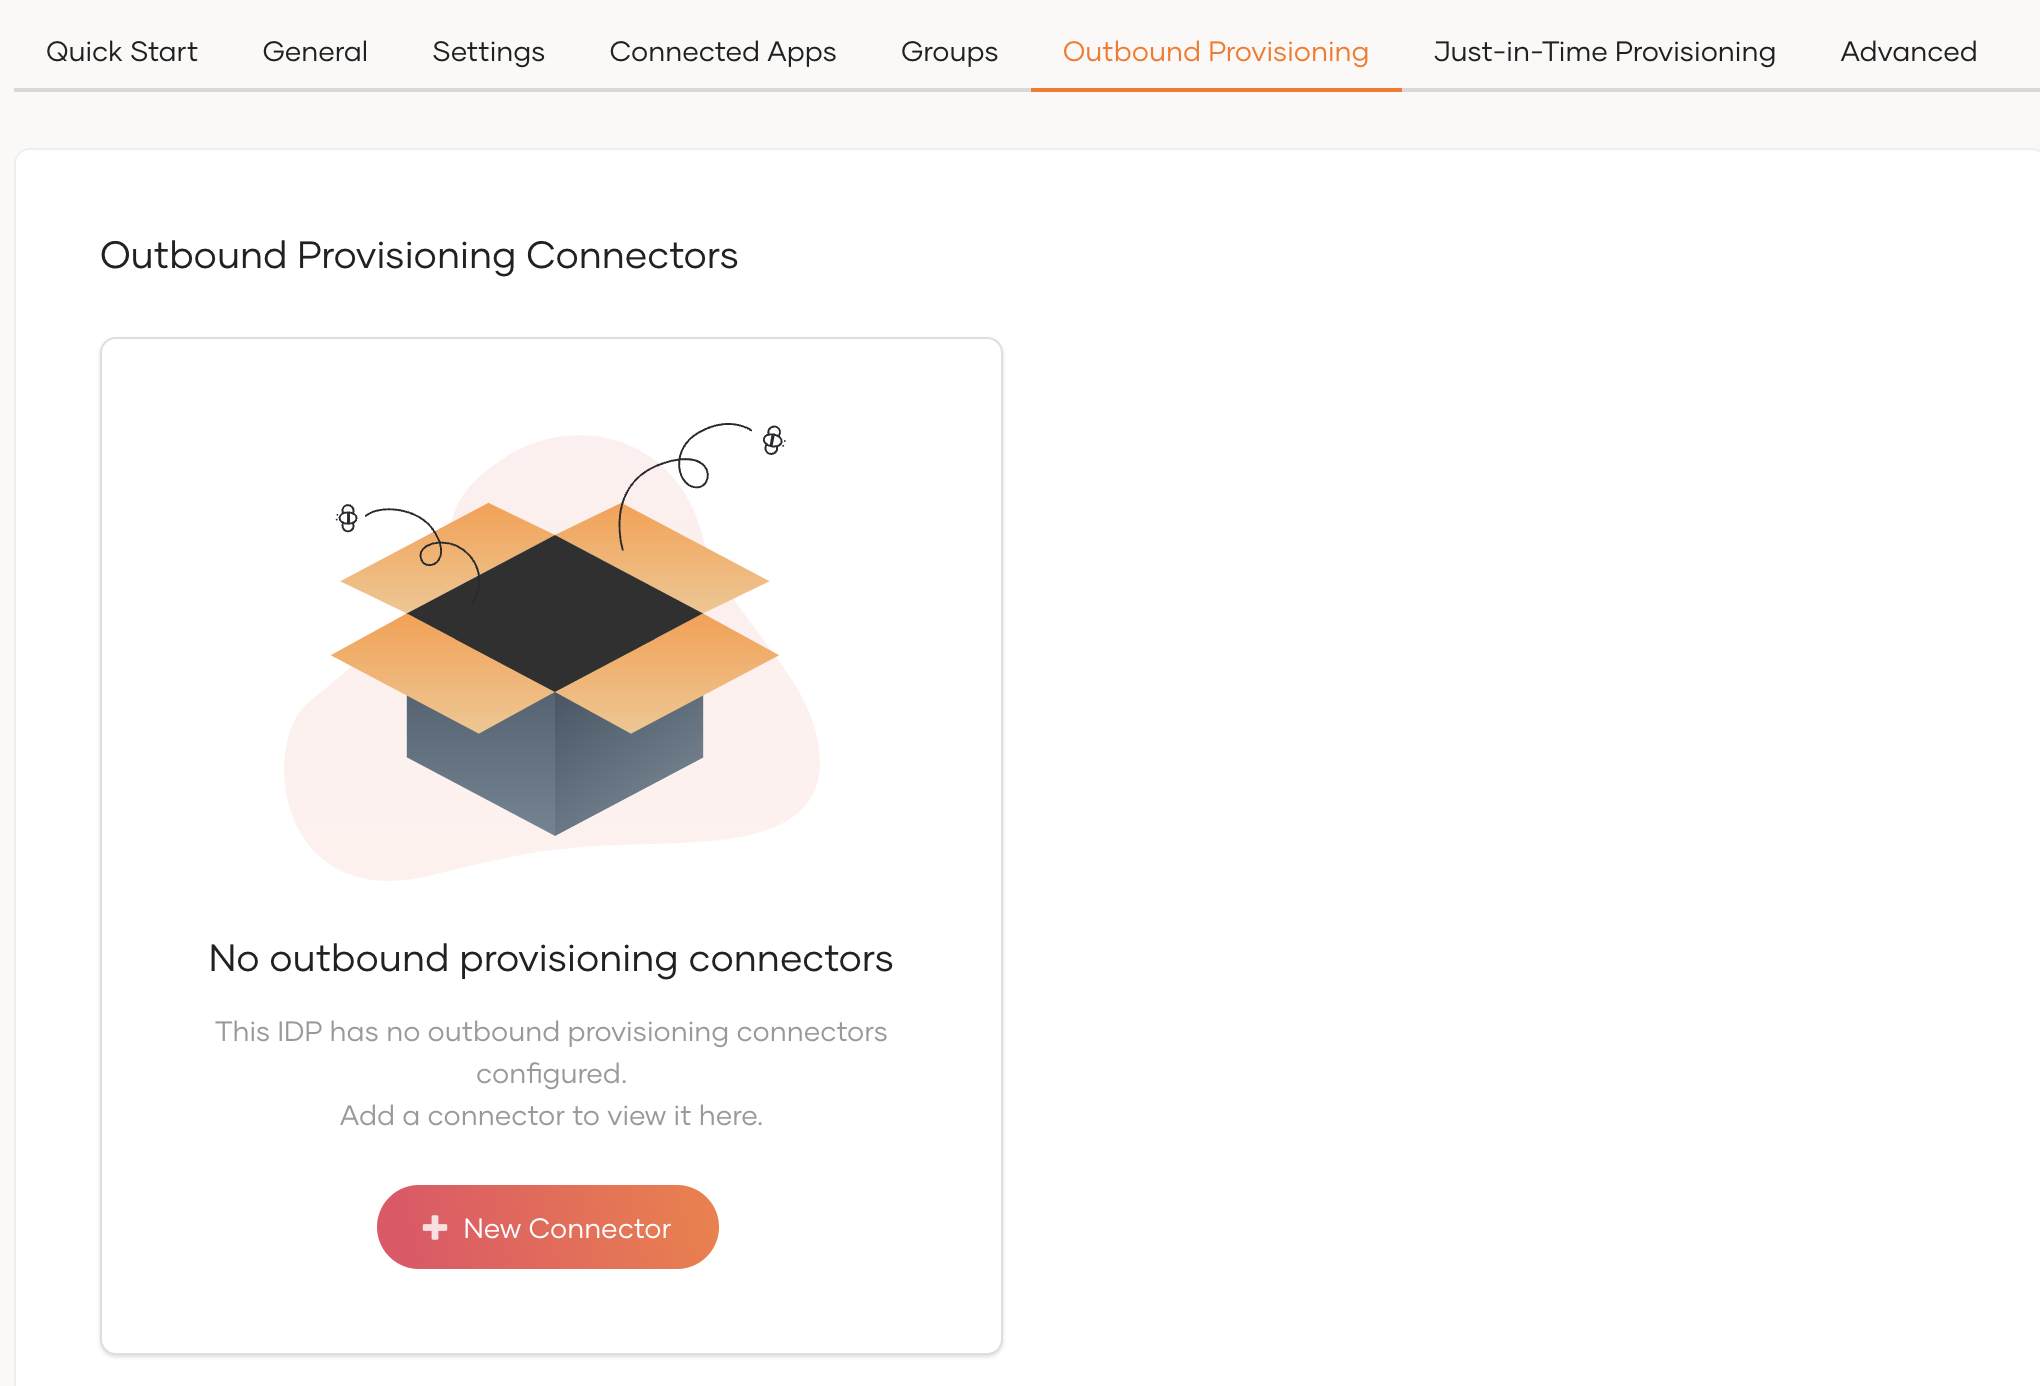 Quick Start General Settings Connected Apps Groups Outbound Provisioning Just-in-Time Provisioning Advanced
Outbound Provisioning Connectors
No outbound provisioning connectors
This IDP has no outbound provisioning connectors
configured.
Add a connector to view it here.
New Connector